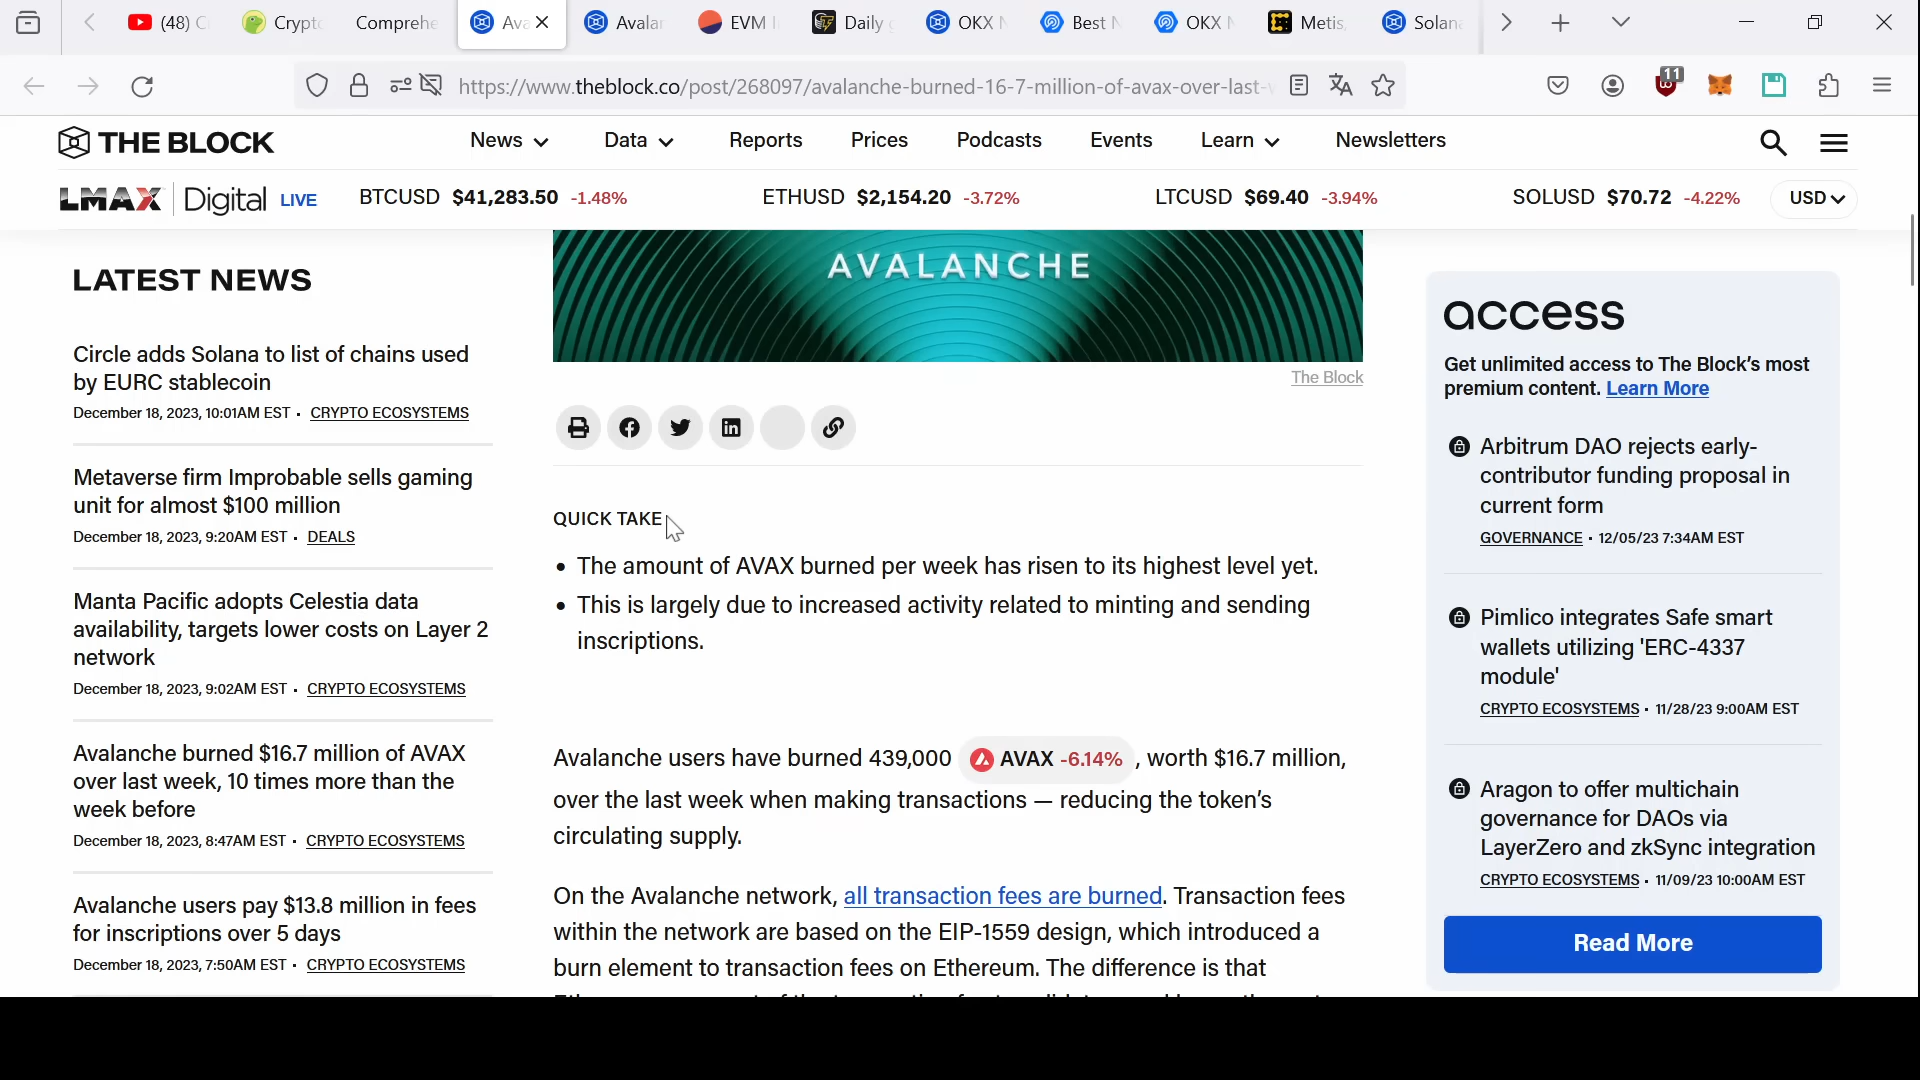 (48) C
Crypto
Comprehe
Ava
Avalan
EVM I
Daily
OKX N
Best N
OKX N
Metis,
Solana
https://www.theblock.co/post/268097/avalanche-burned-16-7-million-of-avax-over-last-w
11
THE BLOCK
News
Data
Reports
Prices
Podcasts
Events
Learn
Newsletters
LMAX Digital LIVE
BTCUSD $41,283.50 -1.48%
ETHUSD $2,154.20 -3.72%
LTCUSD $69.40 -3.94%
SOLUSD $70.72 -4.22%
USD
LATEST NEWS
Circle adds Solana to list of chains used
by EURC stablecoin
December 18, 2023, 10:01AM EST · CRYPTO ECOSYSTEMS
Metaverse firm Improbable sells gaming
unit for almost $100 million
December 18, 2023, 9:20AM EST · DEALS
Manta Pacific adopts Celestia data
availability, targets lower costs on Layer 2
network
December 18, 2023, 9:02AM EST · CRYPTO ECOSYSTEMS
Avalanche burned $16.7 million of AVAX
over last week, 10 times more than the
week before
December 18, 2023, 8:47AM EST · CRYPTO ECOSYSTEMS
Avalanche users pay $13.8 million in fees
for inscriptions over 5 days
December 18, 2023, 7:50AM EST · CRYPTO ECOSYSTEMS
AVALANCHE
The Block
QUICK TAKE
• The amount of AVAX burned per week has risen to its highest level yet.
• This is largely due to increased activity related to minting and sending
inscriptions.
Avalanche users have burned 439,000 AVAX -6.14% , worth $16.7 million,
over the last week when making transactions — reducing the token's
circulating supply.
On the Avalanche network, all transaction fees are burned. Transaction fees
within the network are based on the EIP-1559 design, which introduced a
burn element to transaction fees on Ethereum. The difference is that
access
Get unlimited access to The Block's most
premium content. Learn More
Arbitrum DAO rejects early-
contributor funding proposal in
current form
GOVERNANCE · 12/05/23 7:34AM EST
Pimlico integrates Safe smart
wallets utilizing 'ERC-4337
module'
CRYPTO ECOSYSTEMS · 11/28/23 9:00AM EST
Aragon to offer multichain
governance for DAOs via
LayerZero and zkSync integration
CRYPTO ECOSYSTEMS · 11/09/23 10:00AM EST
Read More